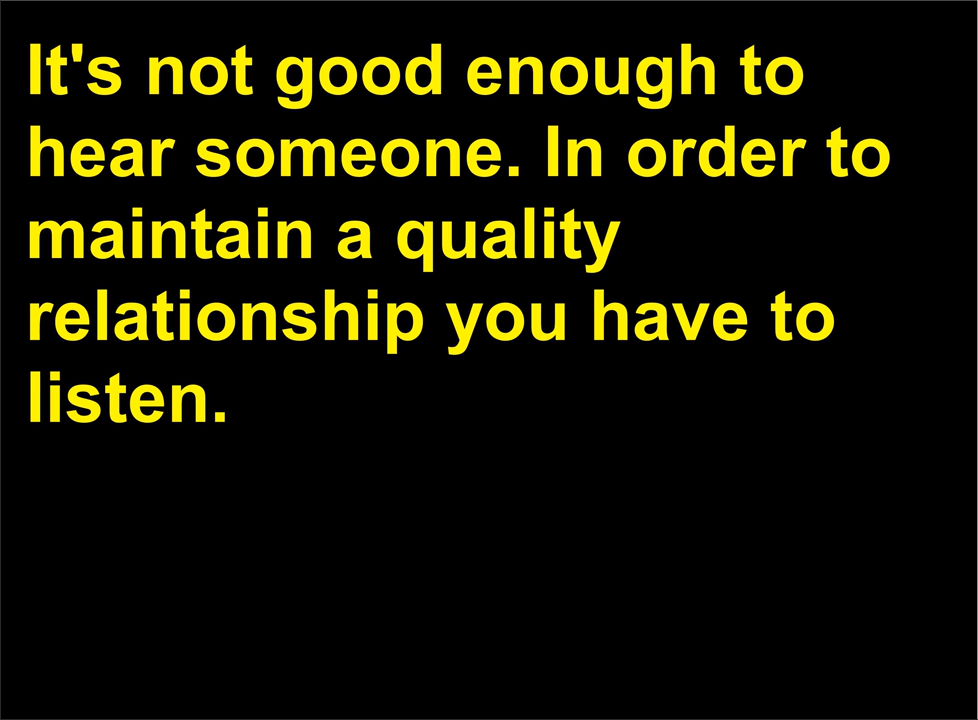 It's not good enough to
hear someone. In order to
maintain a quality
relationship you have to
listen.